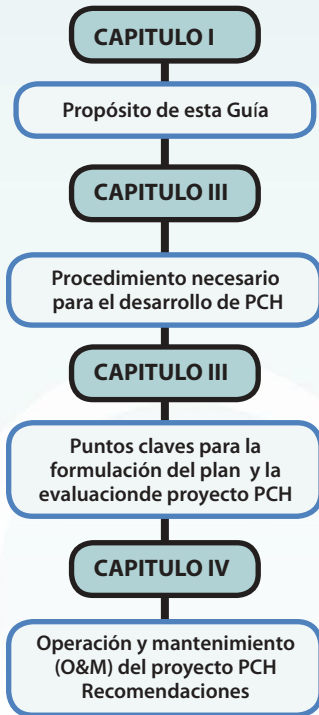 CAPITULO I
Propósito de esta Guía
CAPITULO III
Procedimiento necesario
para el desarrollo de PCH
CAPITULO III
Puntos claves para la
formulación del plan y la
evaluacionde proyecto PCH
CAPITULO IV
Operación y mantenimiento
(O&M) del proyecto PCH
Recomendaciones